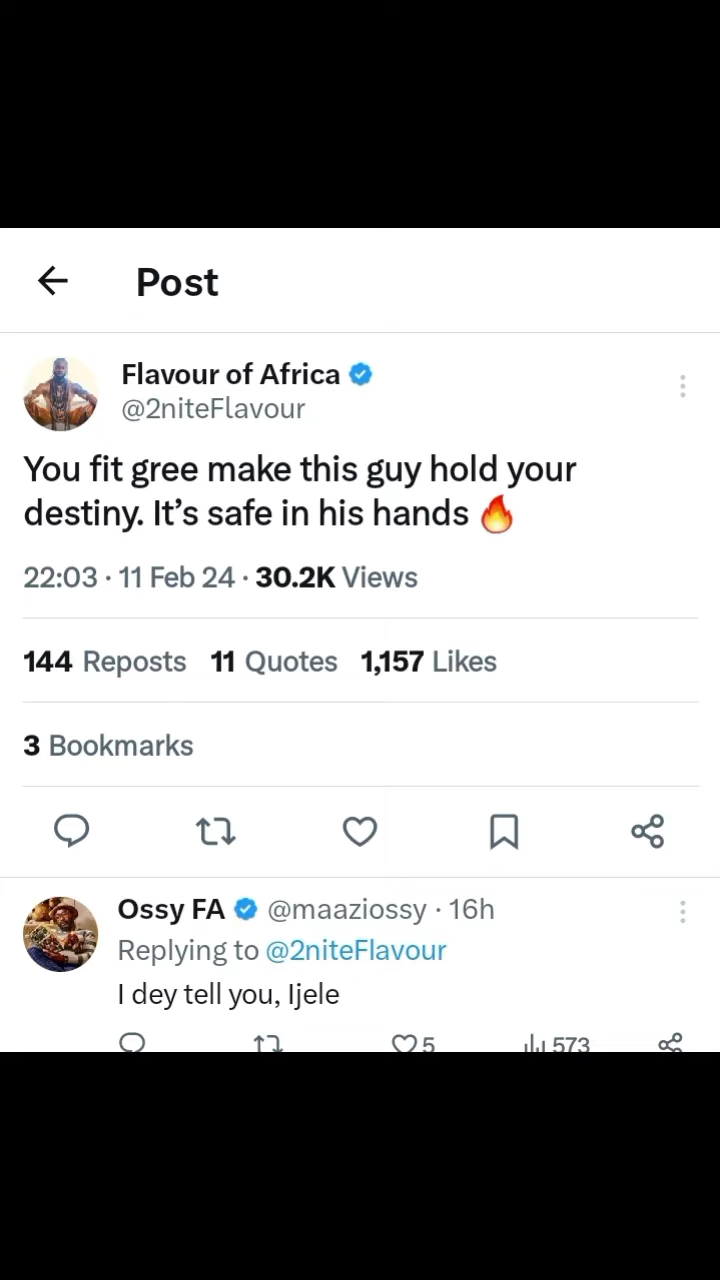 Post
Flavour of Africa
@2niteFlavour
You fit gree make this guy hold your
destiny. It’s safe in his hands 🔥
22:03 · 11 Feb 24 · 30.2K Views
144 Reposts 11 Quotes 1,157 Likes
3 Bookmarks
Ossy FA @maaziossy · 16h
Replying to @2niteFlavour
I dey tell you, Ijele
5 573